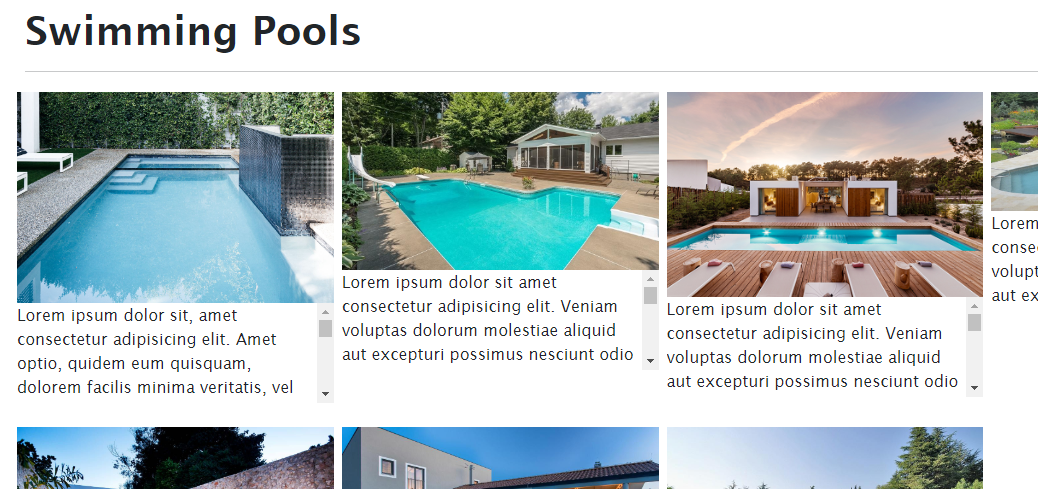 Swimming Pools
Lorem ipsum dolor sit, amet
consectetur adipisicing elit. Amet
optio, quidem eum quisquam,
dolorem facilis minima veritatis, vel
Lorem ipsum dolor sit amet
consectetur adipisicing elit. Veniam
voluptas dolorum molestiae aliquid
aut excepturi possimus nesciunt odio
Lorem ipsum dolor sit amet
consectetur adipisicing elit. Veniam
voluptas dolorum molestiae aliquid
aut excepturi possimus nesciunt odio
Lorem
consec
volupt
aut ex